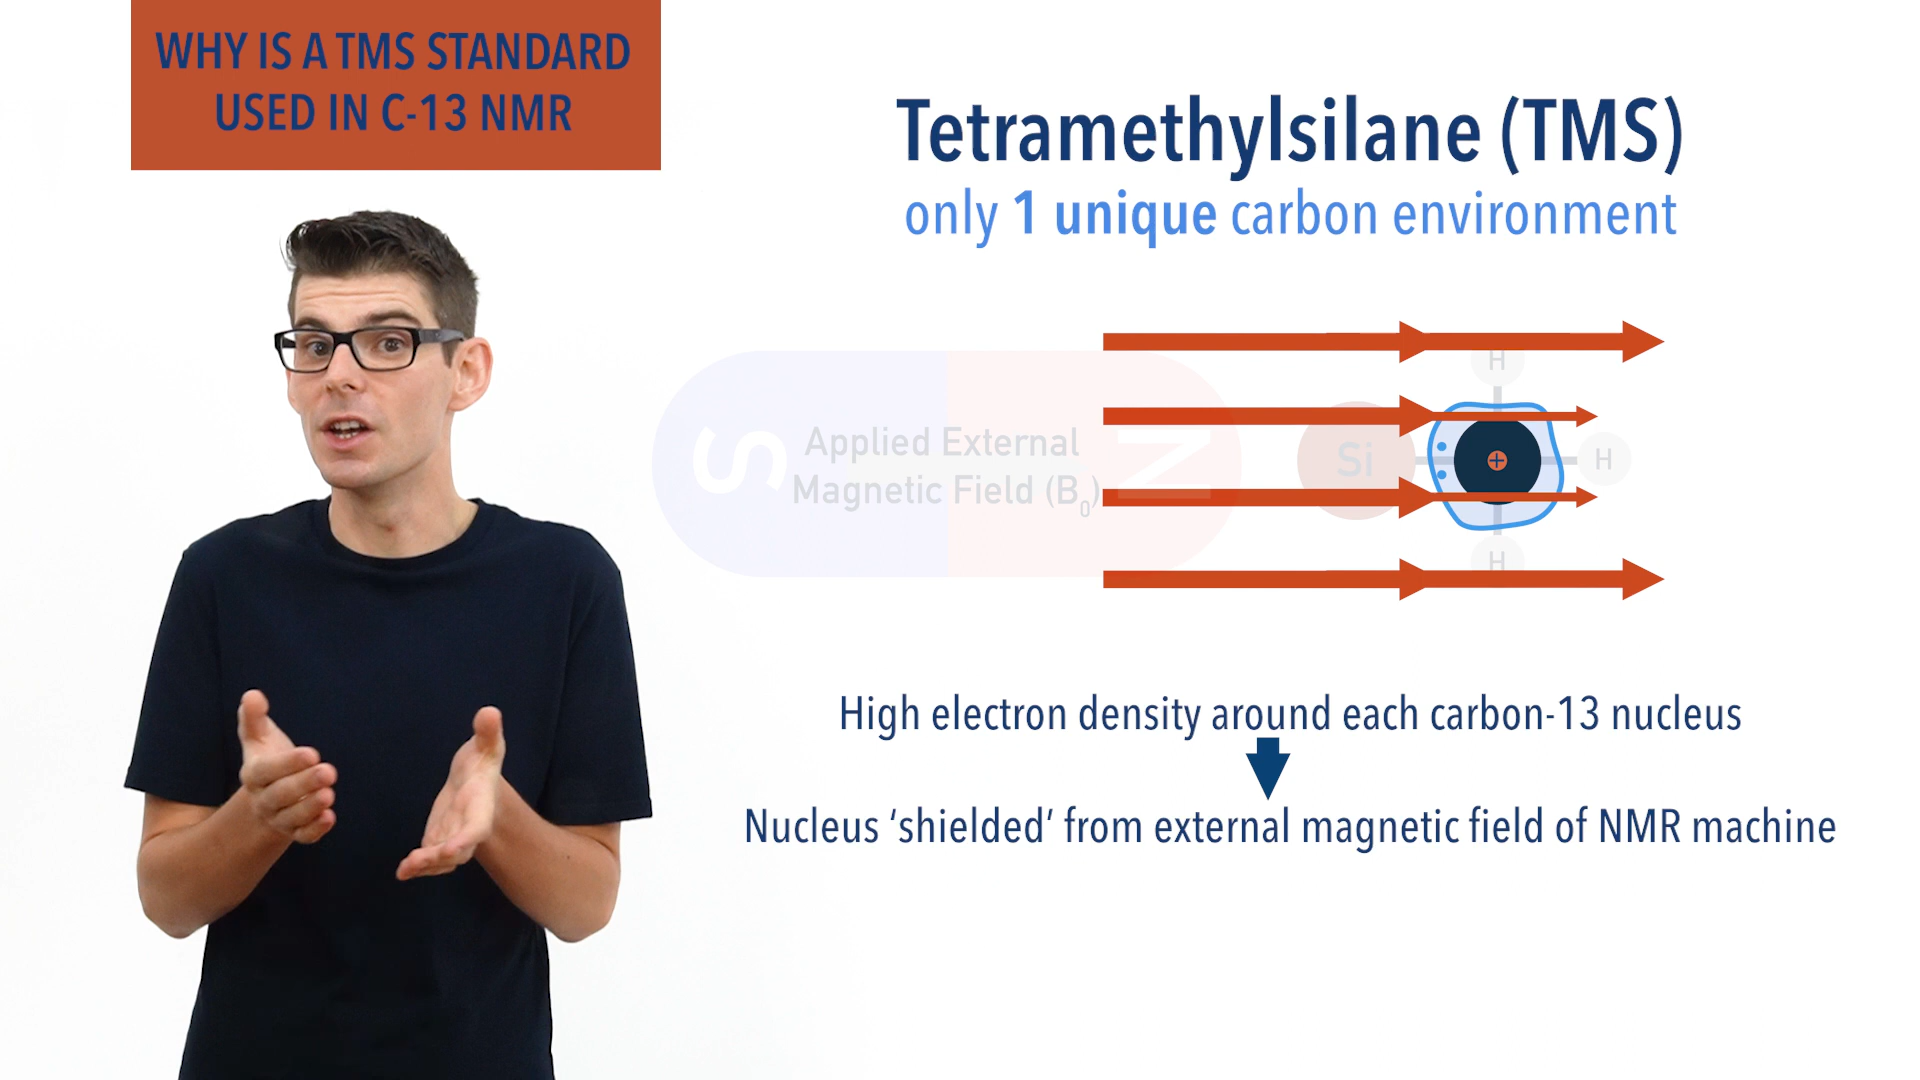 WHY IS A TMS STANDARD
USED IN C-13 NMR
Tetramethylsilane (TMS)
only 1 unique carbon environment
S
Applied External
Magnetic Field (B0)
N
Si
H
+
H
H
High electron density around each carbon-13 nucleus
Nucleus ‘shielded’ from external magnetic field of NMR machine